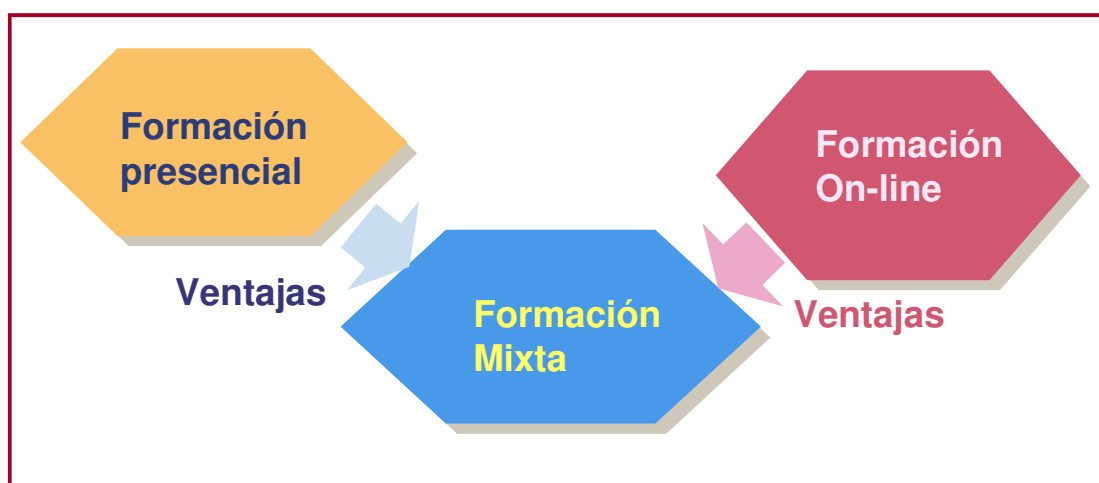 Formación
presencial
Formación
On-line
Ventajas
Formación
Mixta
Ventajas